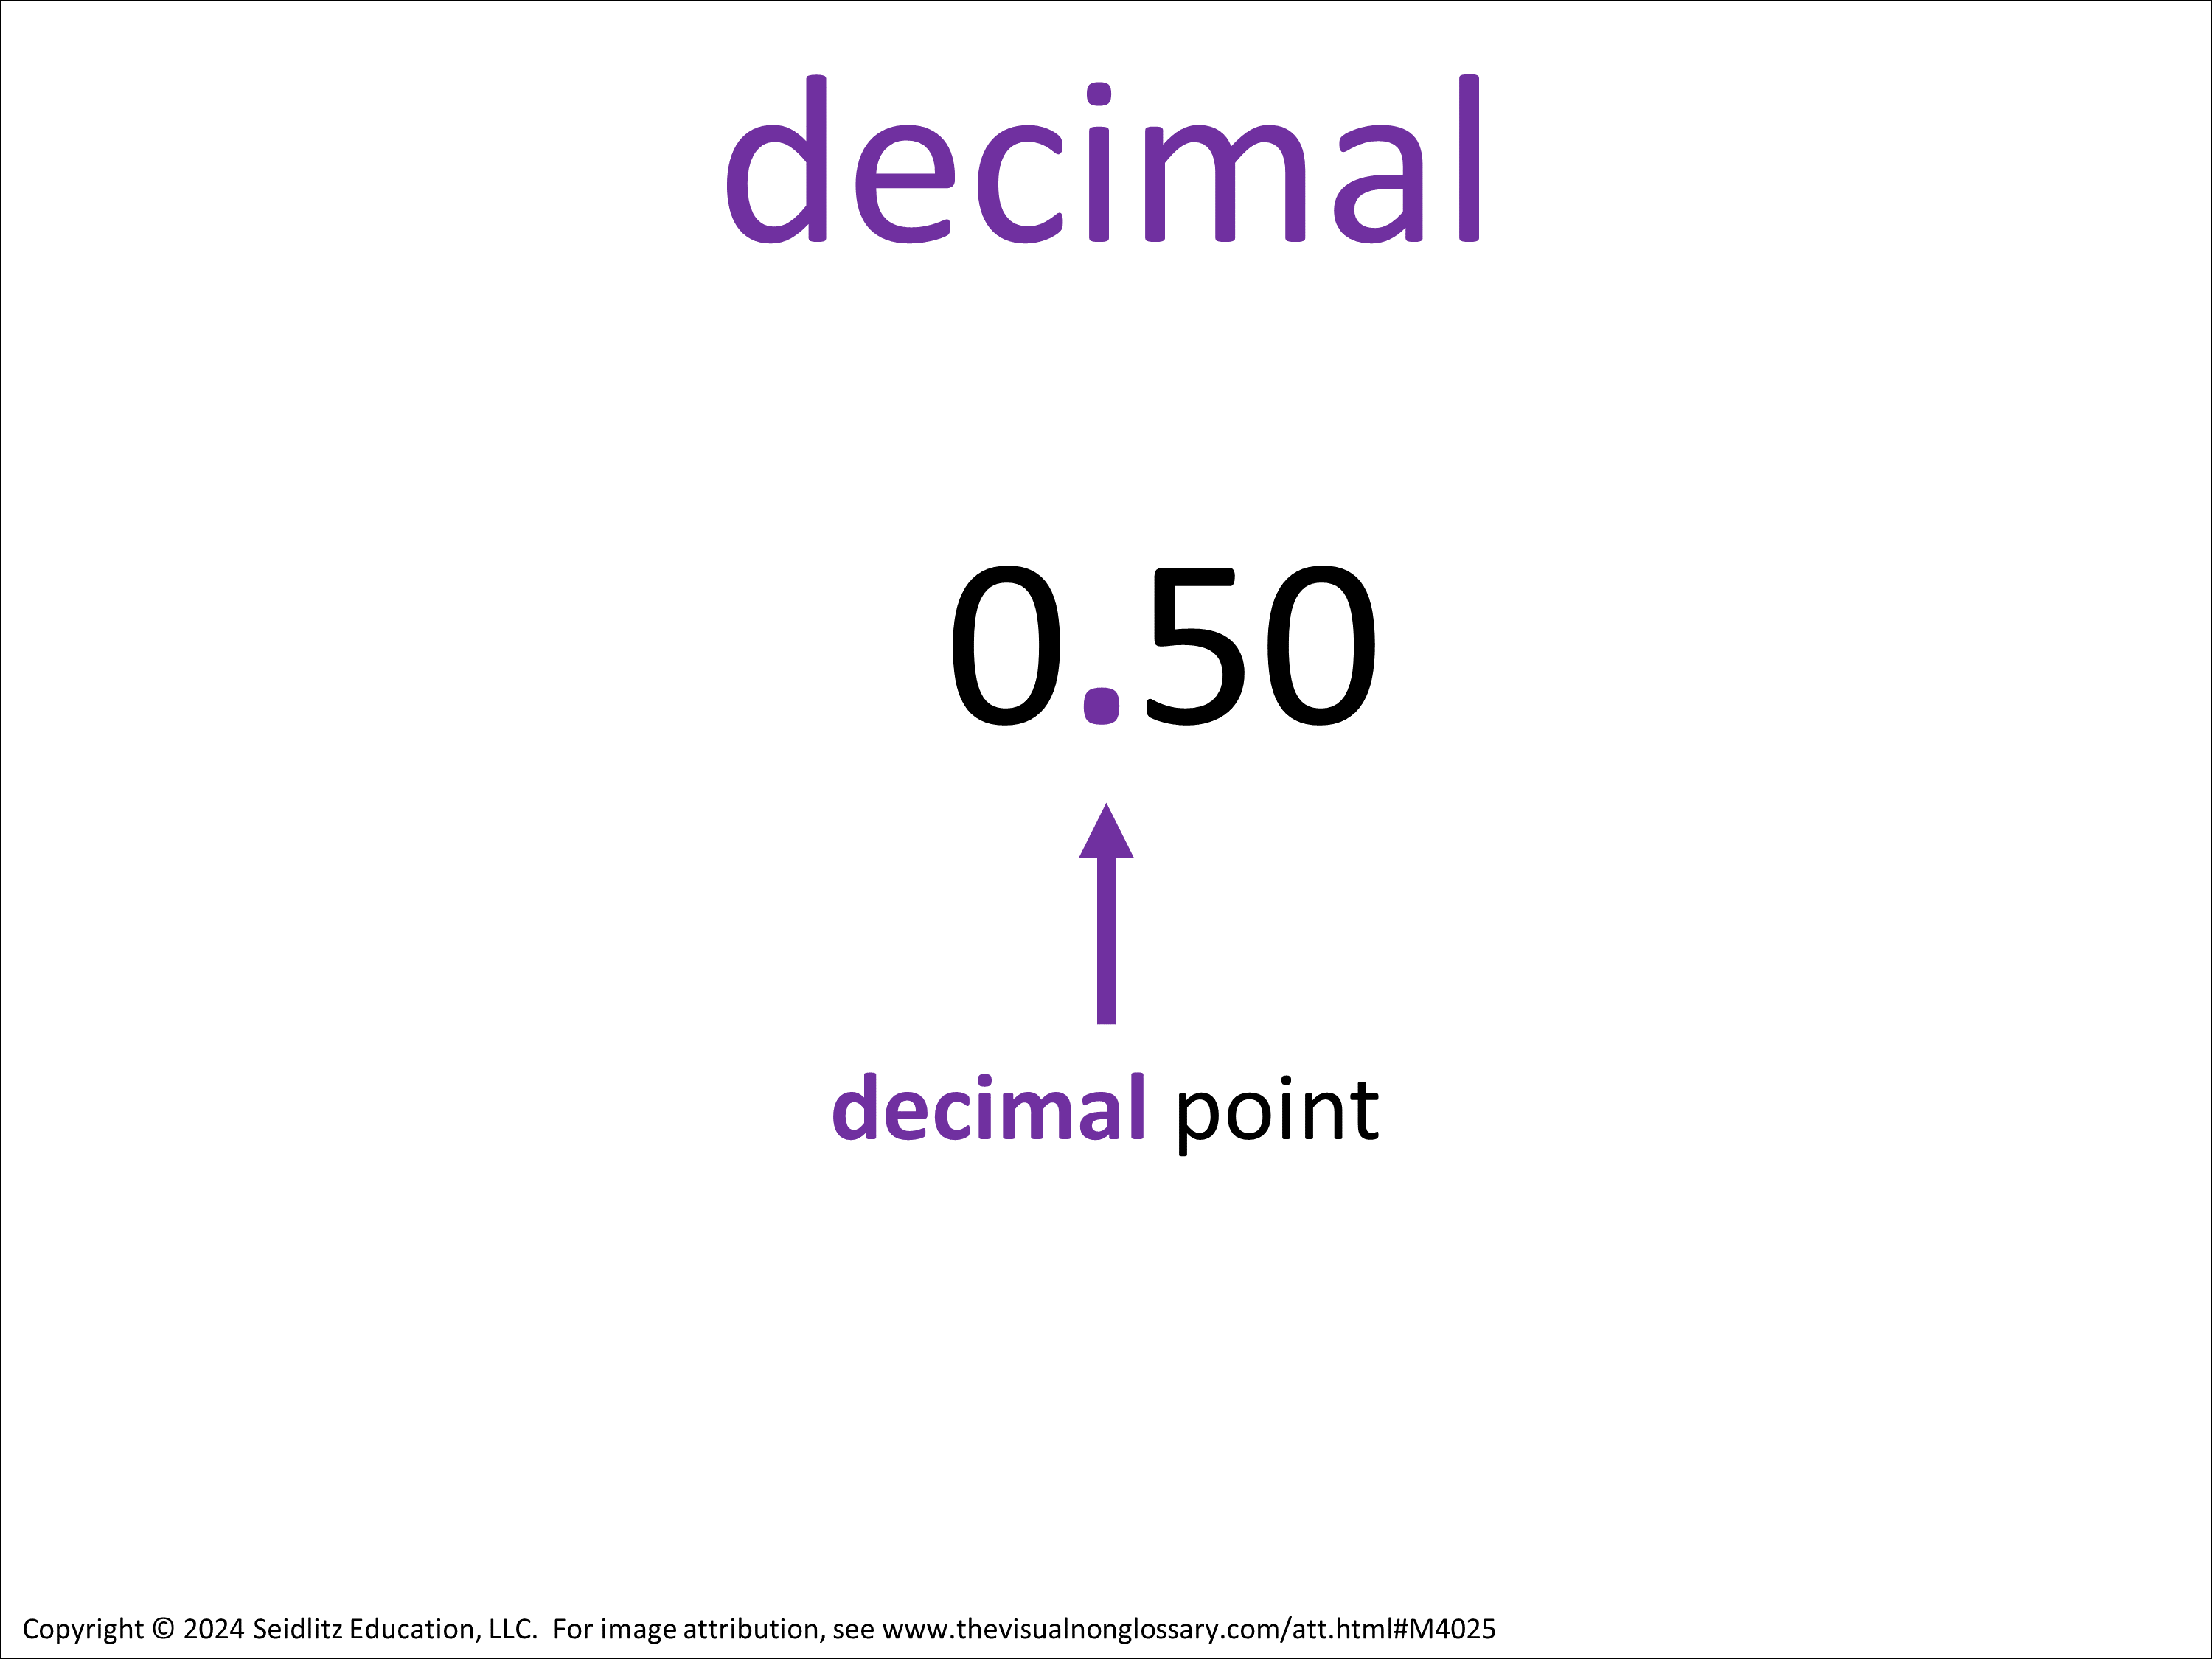 decimal
0.50
decimal point
Copyright © 2024 Seidlitz Education, LLC.  For image attribution, see www.thevisualnonglossary.com/att.html#M4025